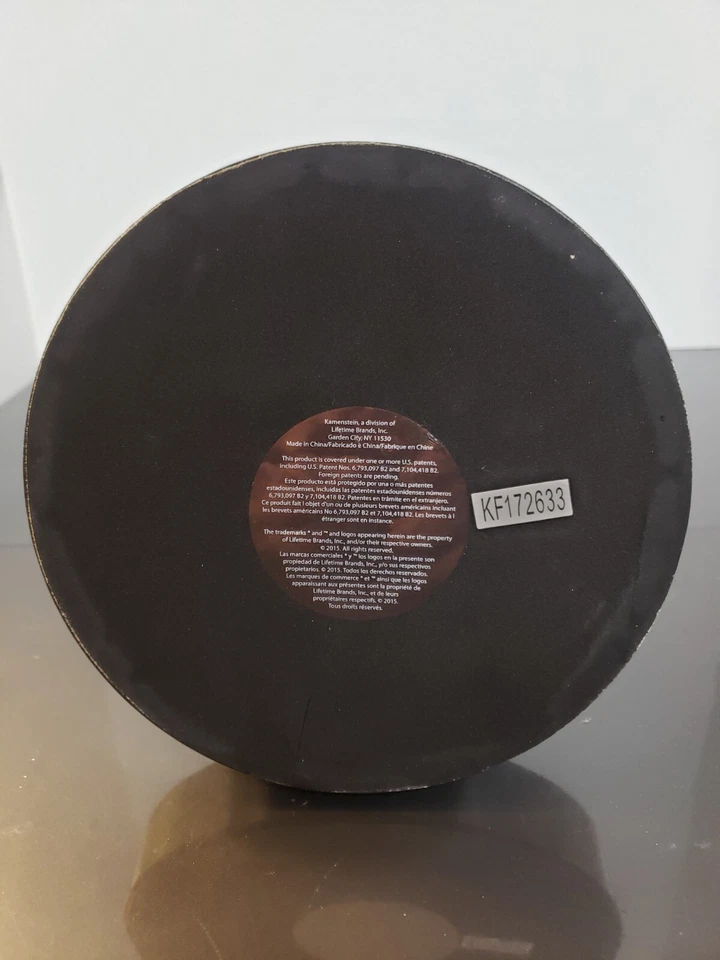 Kamenstein, a division of
Lifetime Brands, Inc.
Garden City, NY 11530
Made in China/Fabricado è China/Fabrique en Chine
This product is covered under one or more U.S. patents,
including U.S. Patent Nos. 6,793,097 B2 and 7,104,418 B2.
Foreign patents are pending.
Este producto está protegido por una o más patentes
estadounidenses, incluidas las patentes estadounidenses números
6,793,097 B2 y 7,104,418 B2. Patentes en trámite en el extranjero.
Ce produit fait l objet d'un ou de plusieurs brevets américains incluant
les brevets américains No 6,793,097 B2 et 7,104,418 B2. Les brevets à l
étranger sont en instance.
The trademarks ® and ™ and logos appearing herein are the property
of Lifetime Brands, Inc., and/or their respective owners.
© 2015. All rights reserved.
Las marcas comerciales ® y ™ y los logos en la presente son
propiedad de Lifetime Brands, Inc., y/o sus respectivos
propietarios. © 2015. Todos los derechos reservados.
Les marques de commerce ® et ™ ainsi que les logos
apparaissant aux présentes sont la propriété de
Lifetime Brands, Inc., et de leurs
propriétaires respectifs. © 2015.
Tous droits réservés.
KF172633